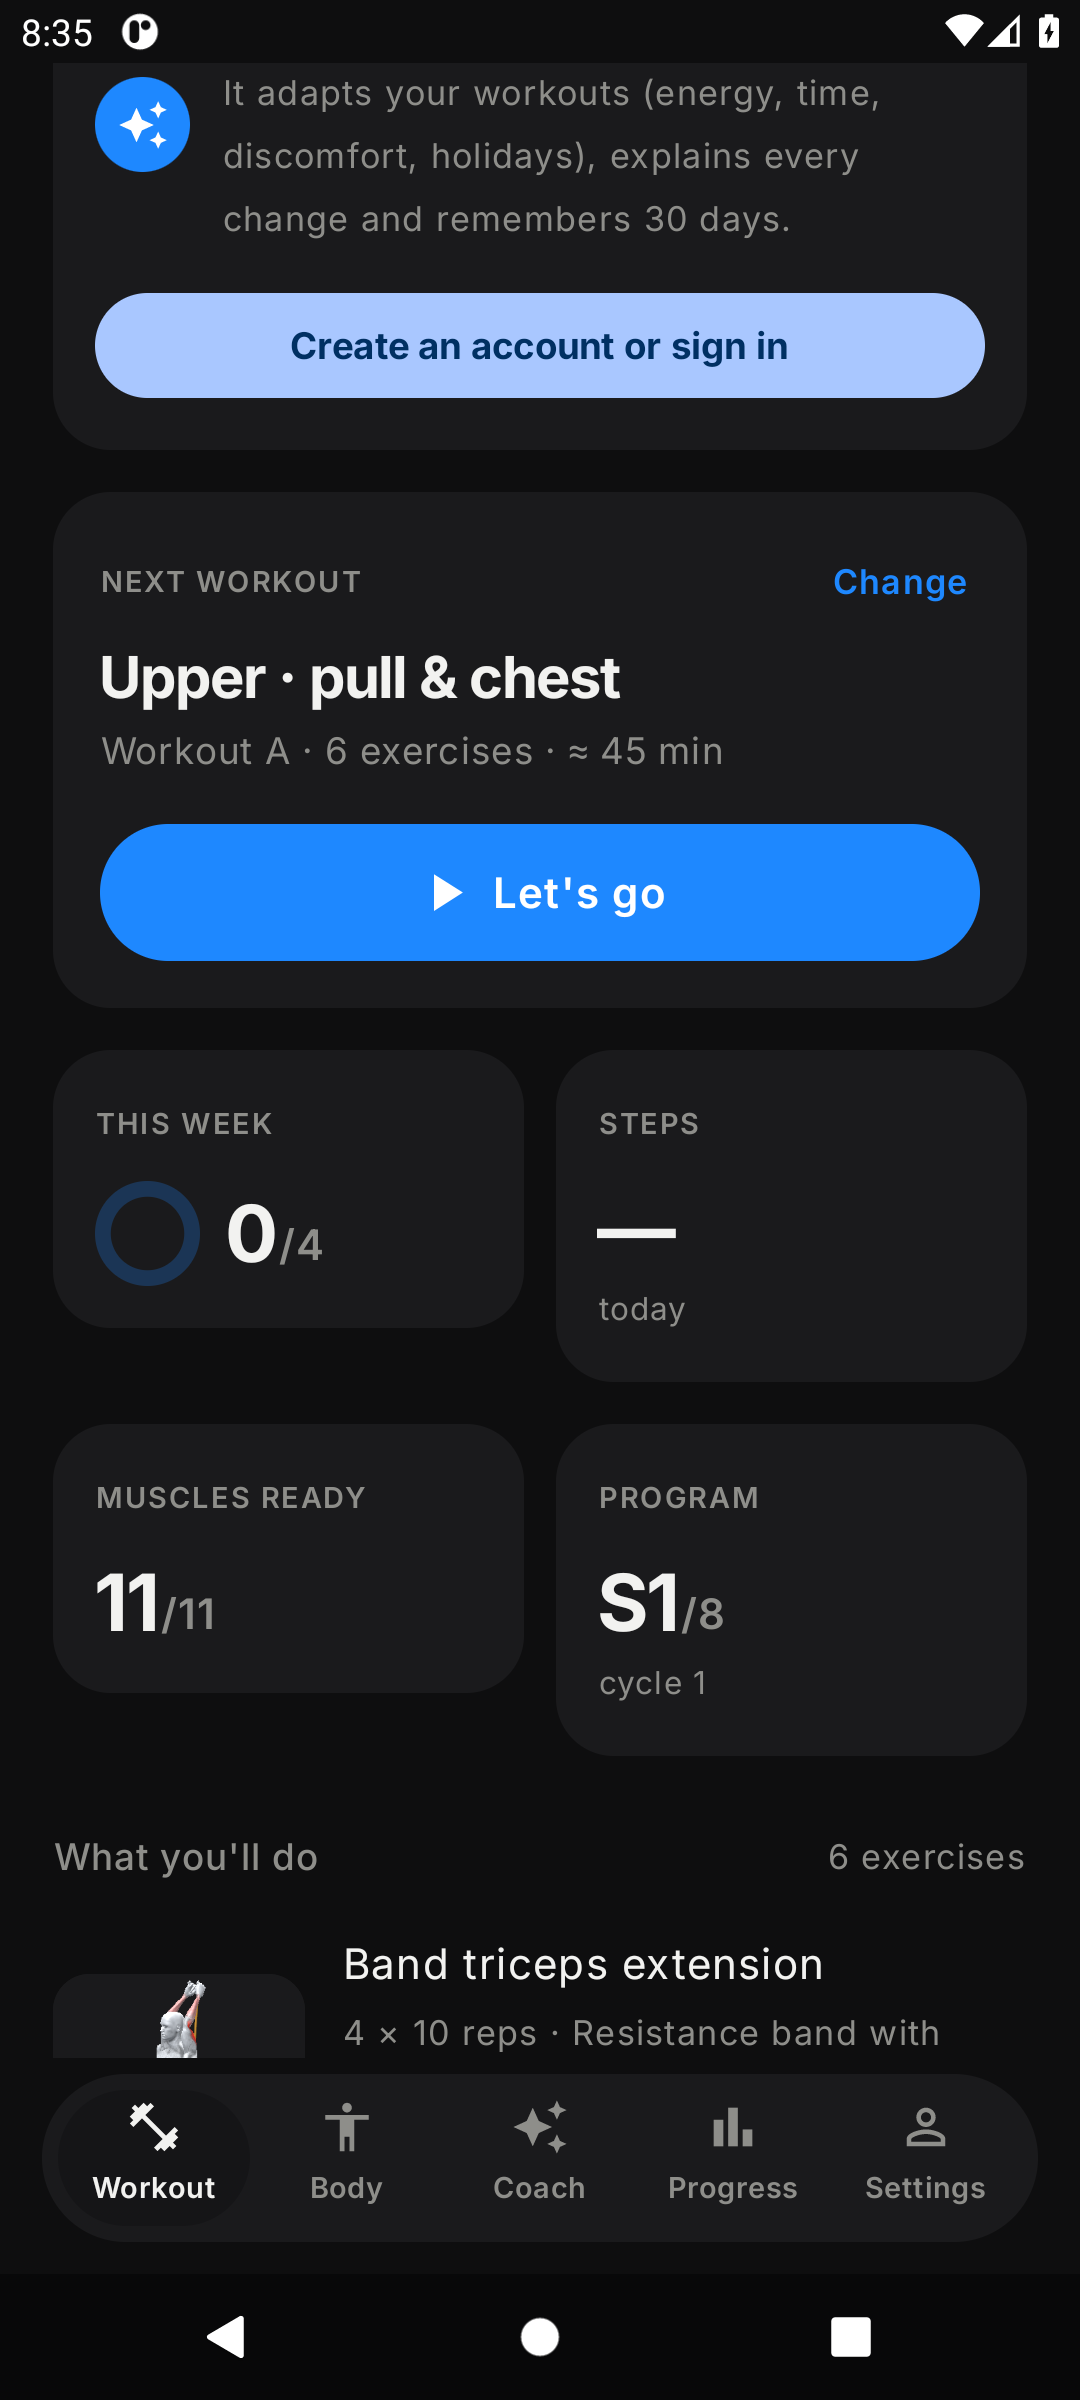 8:35
It adapts your workouts (energy, time,
discomfort, holidays), explains every
change and remembers 30 days.
Create an account or sign in
NEXT WORKOUT
Change
Upper · pull & chest
Workout A · 6 exercises · ≈ 45 min
Let's go
THIS WEEK
0/4
STEPS
—
today
MUSCLES READY
11/11
PROGRAM
S1/8
cycle 1
What you'll do
6 exercises
Band triceps extension
4 × 10 reps · Resistance band with
Workout
Body
Coach
Progress
Settings